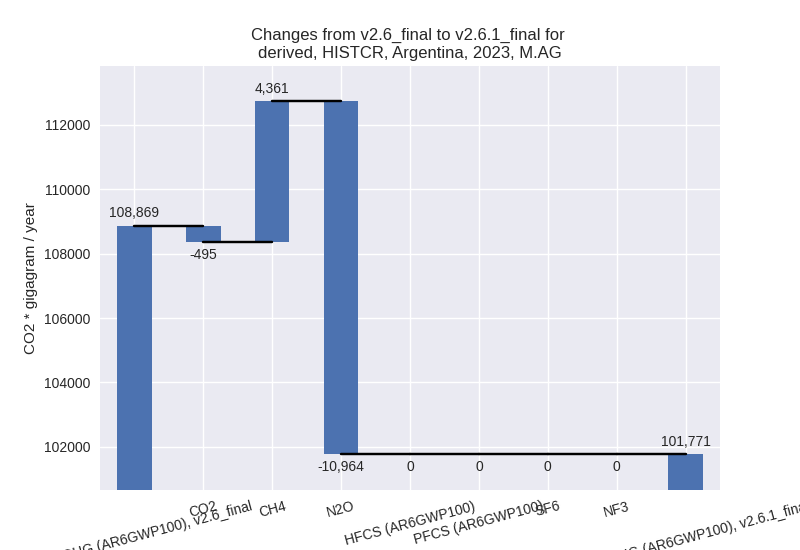 Changes from v2.6_final to v2.6.1_final for
derived, HISTCR, Argentina, 2023, M.AG
4,361
112000
110000
108,869
108000
-495
CO2 * gigagram / year
106000
104000
102000
101,771
-10,964 0 0 0 0
CO2 CH4 N2O SF6 NF3
(AR6GWP100), v2.6_final
HFCS (AR6GWP100)
PFCS (AR6GWP100)
(AR6GWP100), v2.6.1_fina